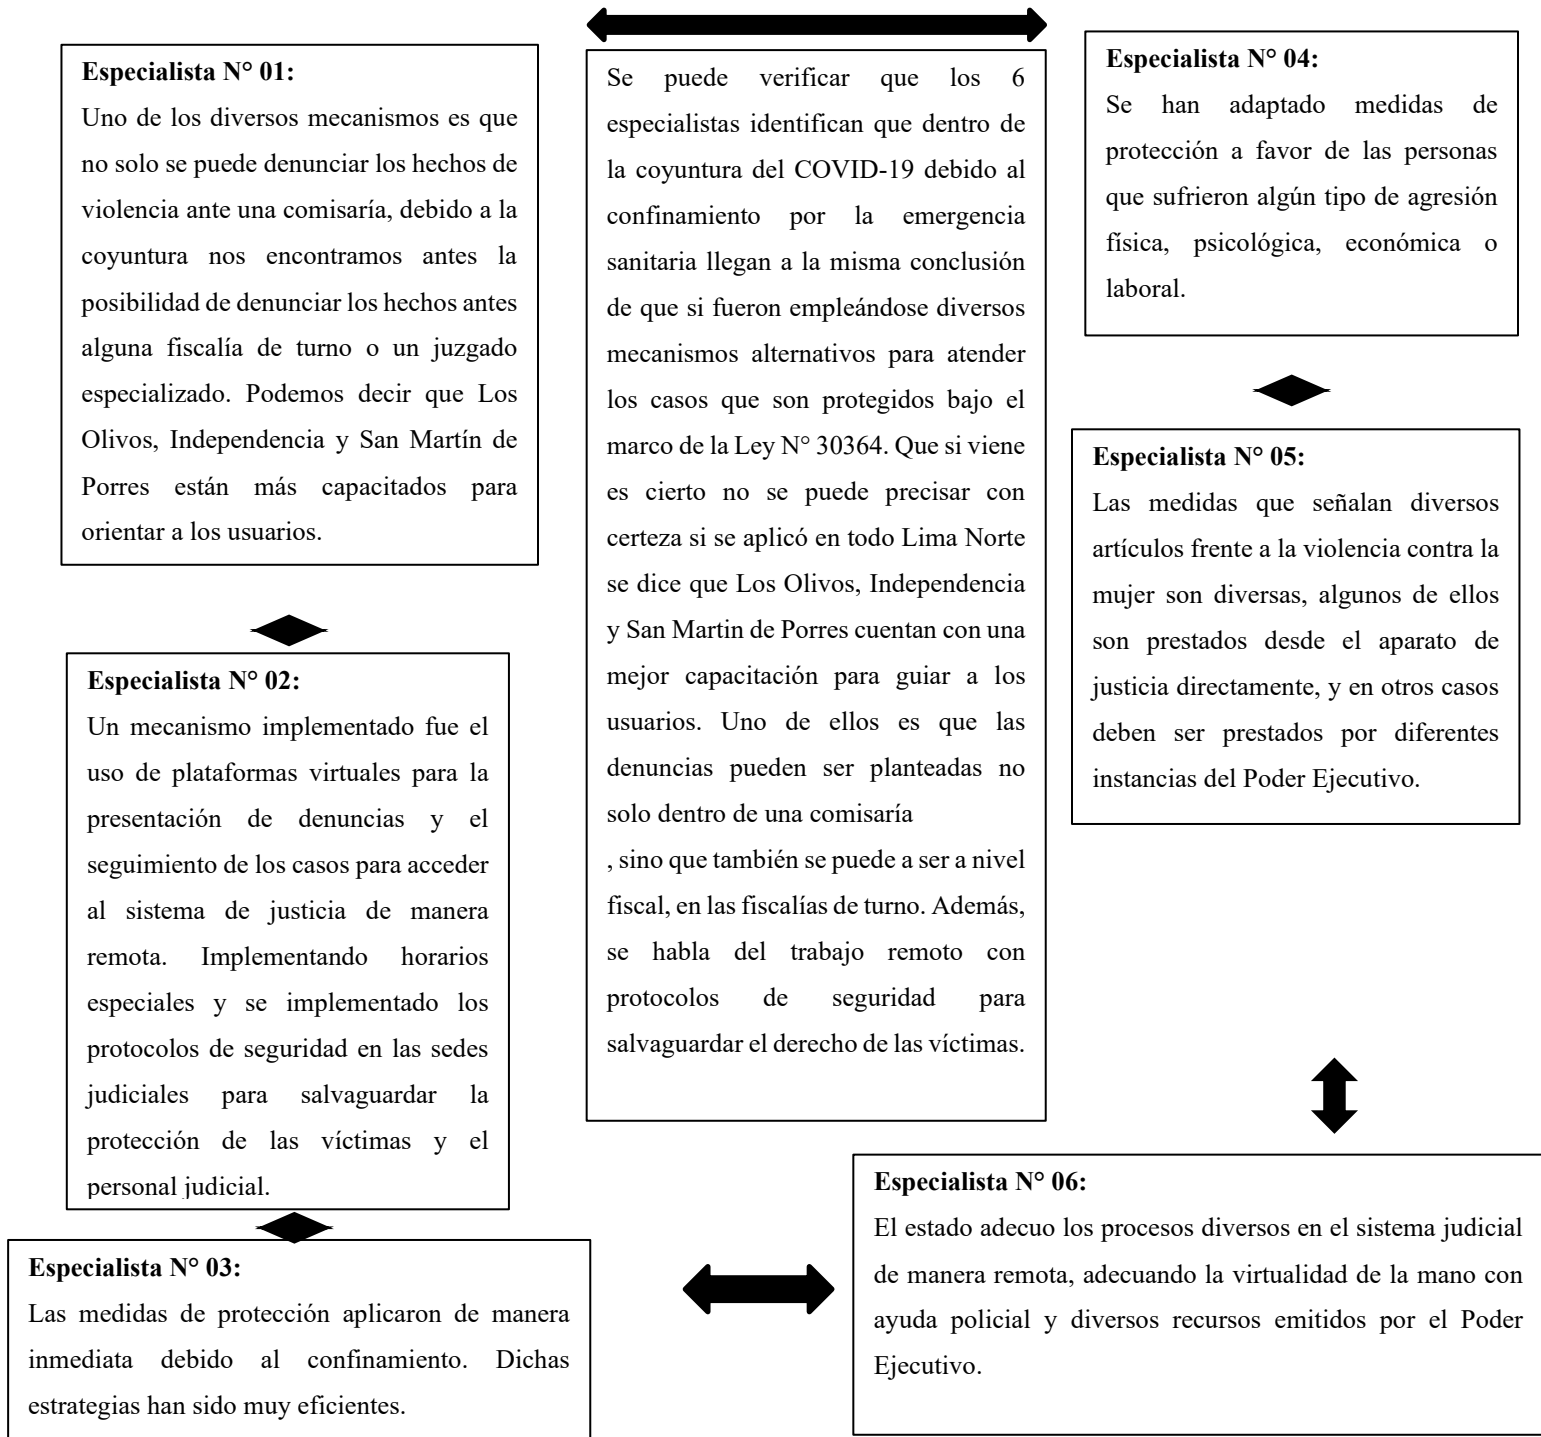 Especialista N° 01:
Uno de los diversos mecanismos es que
no solo se puede denunciar los hechos de
violencia ante una comisaría, debido a la
coyuntura nos encontramos antes la
posibilidad de denunciar los hechos antes
alguna fiscalía de turno o un juzgado
especializado. Podemos decir que Los
Olivos, Independencia y San Martín de
Porres están más capacitados para
orientar a los usuarios.
Especialista N° 02:
Un mecanismo implementado fue el
uso de plataformas virtuales para la
presentación de denuncias y el
seguimiento de los casos para acceder
al sistema de justicia de manera
remota. Implementando horarios
especiales y se implementado los
protocolos de seguridad en las sedes
judiciales para salvaguardar la
protección de las víctimas y el
personal judicial.
Especialista N° 03:
Las medidas de protección aplicaron de manera
inmediata debido al confinamiento. Dichas
estrategias han sido muy eficientes.
Se puede verificar que los 6
especialistas identifican que dentro de
la coyuntura del COVID-19 debido al
confinamiento por la emergencia
sanitaria llegan a la misma conclusión
de que si fueron empleándose diversos
mecanismos alternativos para atender
los casos que son protegidos bajo el
marco de la Ley N° 30364. Que si viene
es cierto no se puede precisar con
certeza si se aplicó en todo Lima Norte
se dice que Los Olivos, Independencia
y San Martin de Porres cuentan con una
mejor capacitación para guiar a los
usuarios. Uno de ellos es que las
denuncias pueden ser planteadas no
solo dentro de una comisaría
, sino que también se puede a ser a nivel
fiscal, en las fiscalías de turno. Además,
se habla del trabajo remoto con
protocolos de seguridad para
salvaguardar el derecho de las víctimas.
Especialista N° 04:
Se han adaptado medidas de
protección a favor de las personas
que sufrieron algún tipo de agresión
física, psicológica, económica o
laboral.
Especialista N° 05:
Las medidas que señalan diversos
artículos frente a la violencia contra la
mujer son diversas, algunos de ellos
son prestados desde el aparato de
justicia directamente, y en otros casos
deben ser prestados por diferentes
instancias del Poder Ejecutivo.
Especialista N° 06:
El estado adecuo los procesos diversos en el sistema judicial
de manera remota, adecuando la virtualidad de la mano con
ayuda policial y diversos recursos emitidos por el Poder
Ejecutivo.